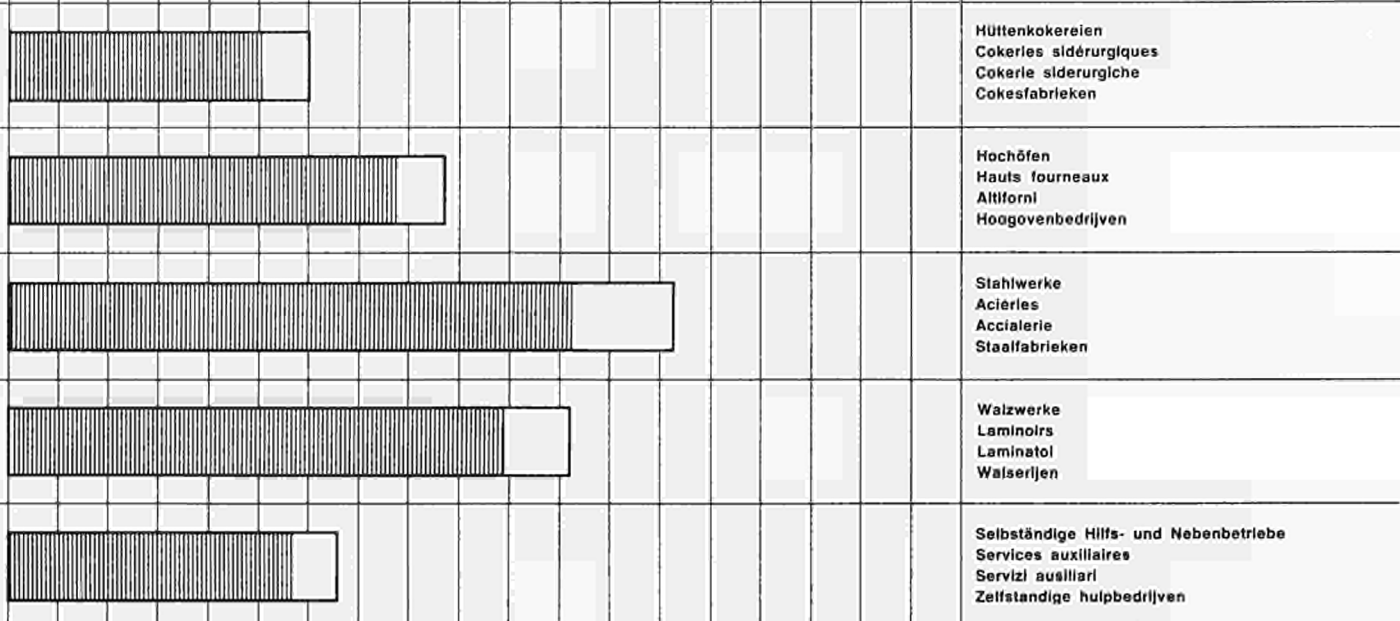 Hüttenkokereien
Cokeries sidérurgiques
Cokerie siderurgiche
Cokesfabrieken
Hochöfen
Hauts fourneaux
Altiforni
Hoogovenbedrijven
Stahlwerke
Aciéries
Acciaierie
Staalfabrieken
Walzwerke
Laminoirs
Laminatoi
Walserijen
Selbständige Hilfs- und Nebenbetriebe
Services auxiliaires
Servizi ausiliari
Zelfstandige hulpbedrijven